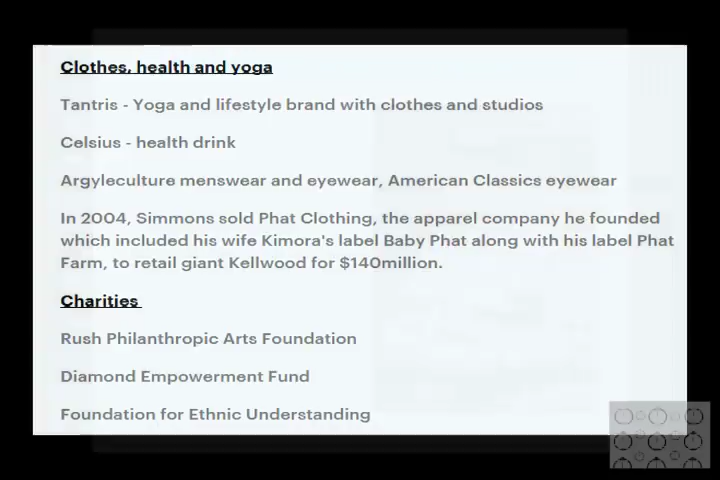 Clothes, health and yoga
Tantris - Yoga and lifestyle brand with clothes and studios
Celsius - health drink
Argyleculture menswear and eyewear, American Classics eyewear
In 2004, Simmons sold Phat Clothing, the apparel company he founded
which included his wife Kimora's label Baby Phat along with his label Phat
Farm, to retail giant Kellwood for $140million.
Charities
Rush Philanthropic Arts Foundation
Diamond Empowerment Fund
Foundation for Ethnic Understanding